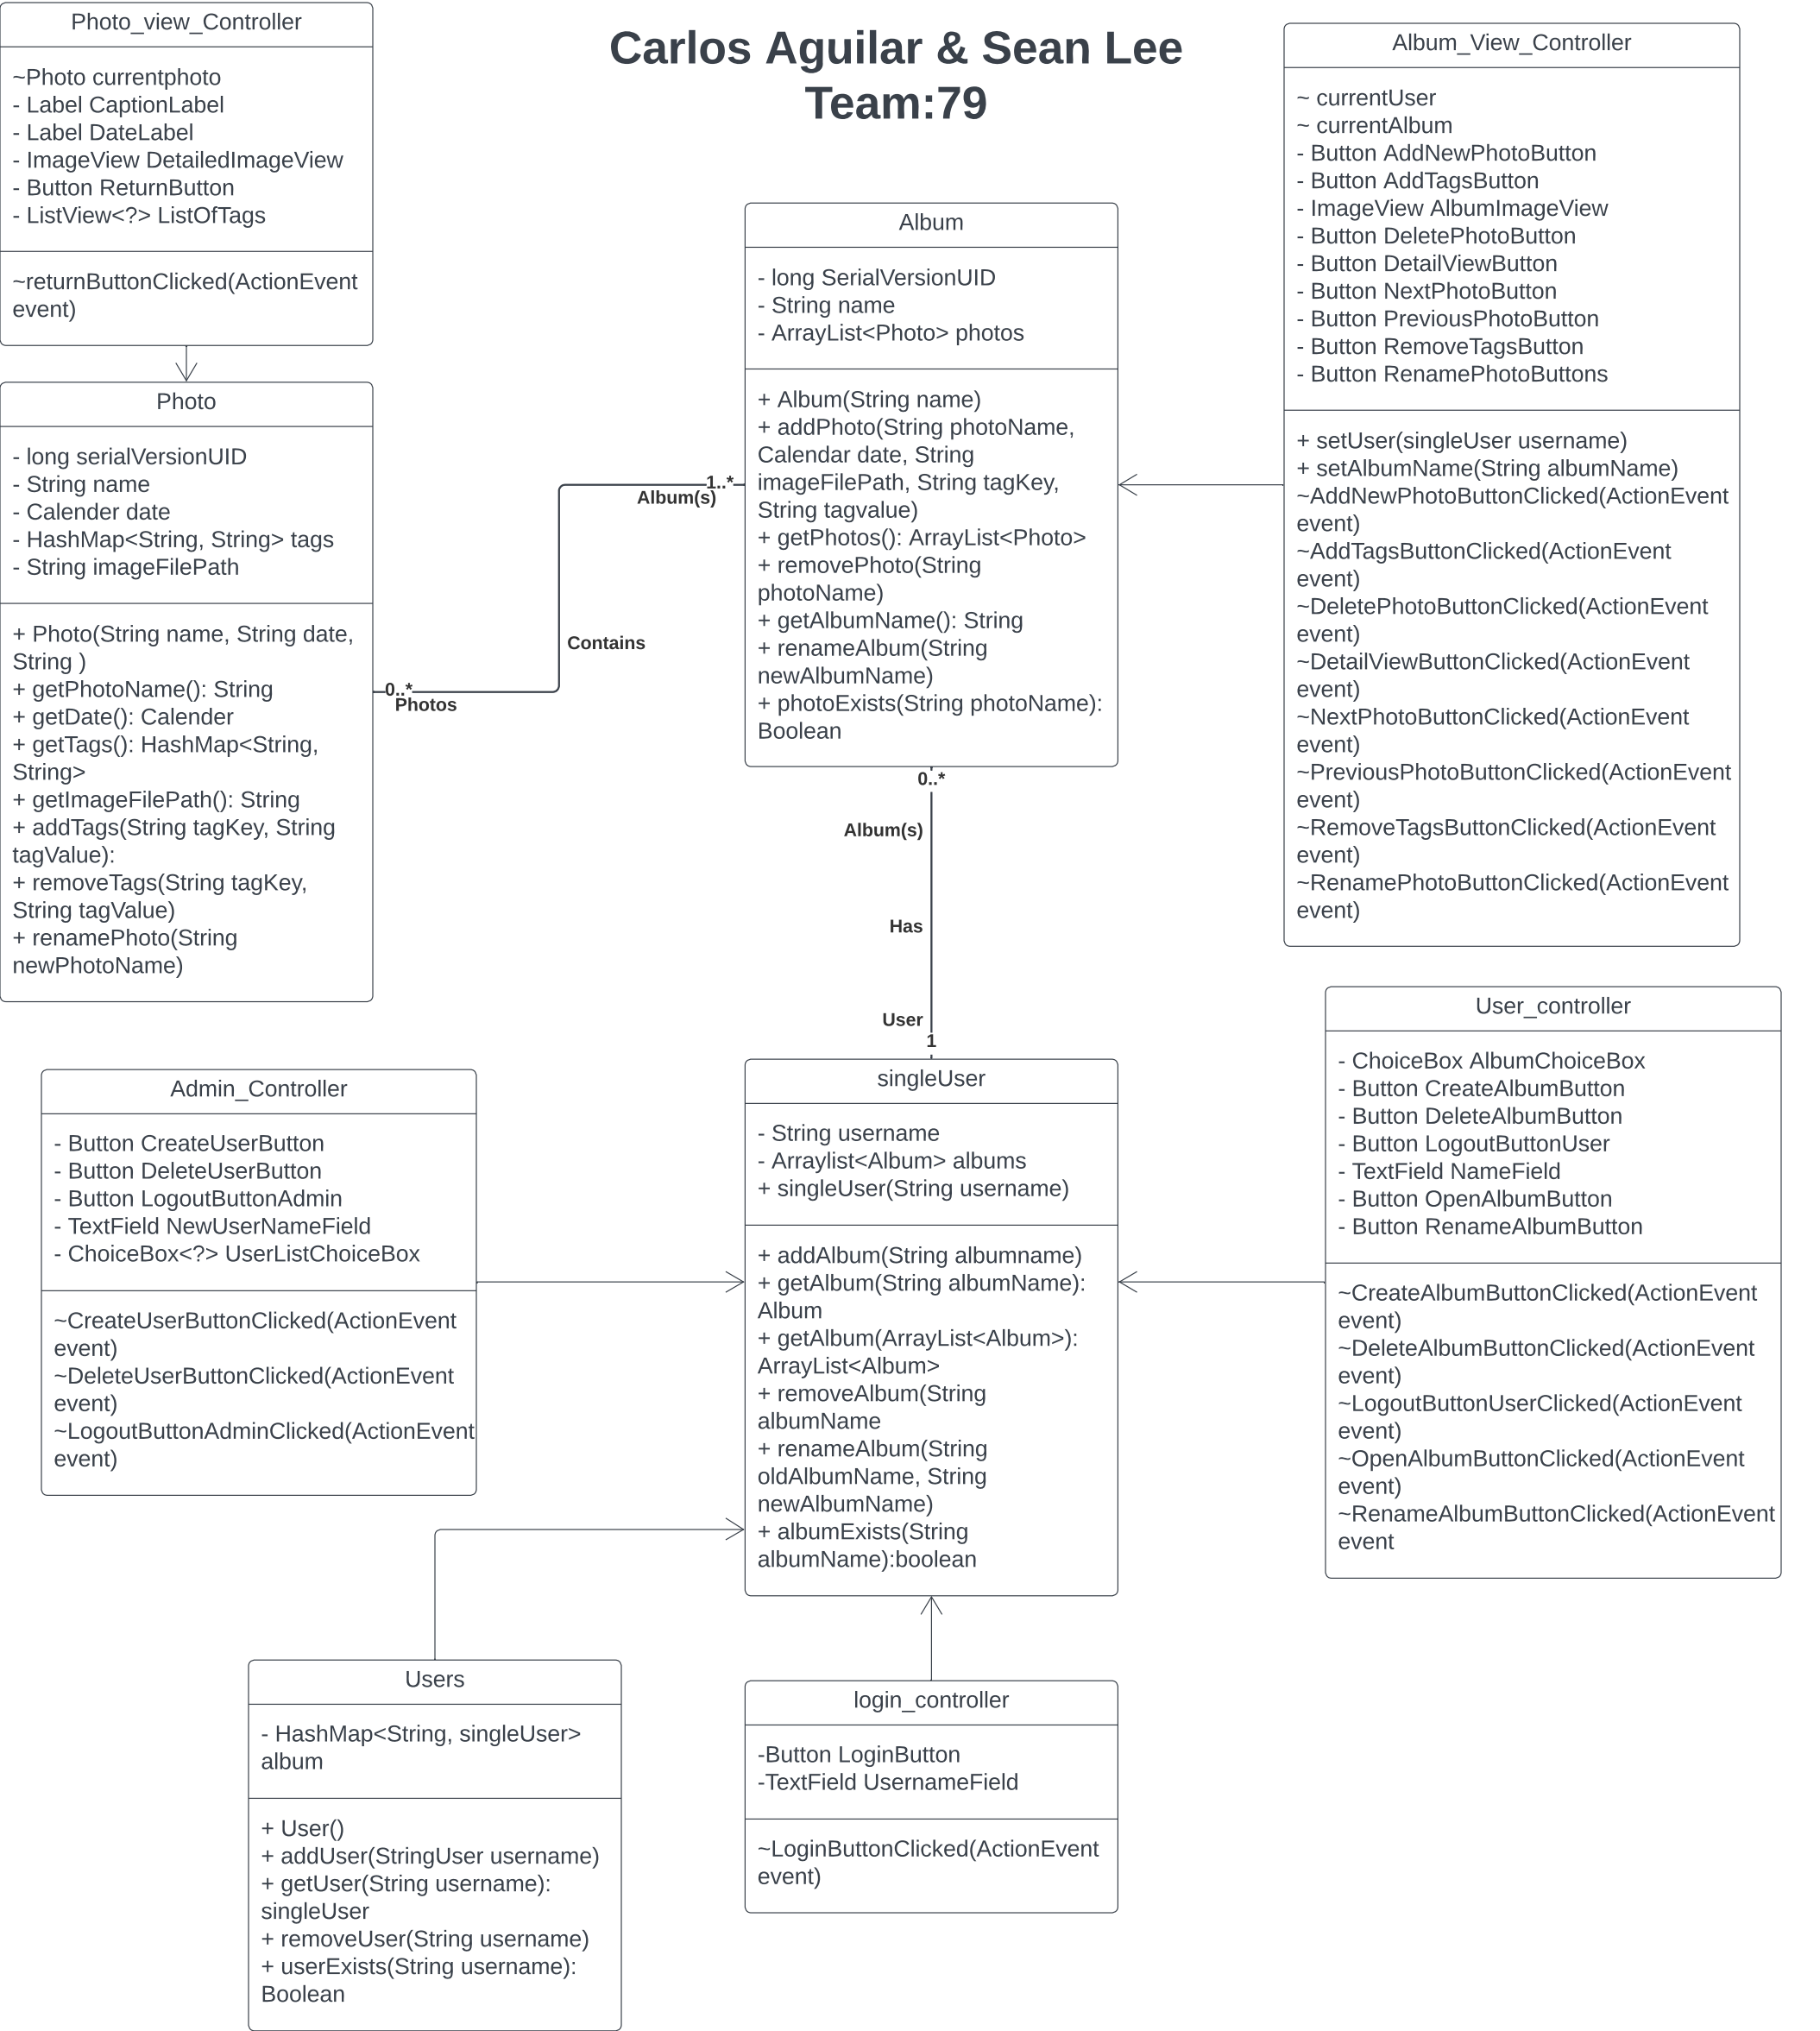 Carlos Aguilar & Sean Lee
Team:79
Photo_view_Controller
~Photo currentphoto
- Label CaptionLabel
- Label DateLabel
- ImageView DetailedImageView
- Button ReturnButton
- ListView<?> ListOfTags
~returnButtonClicked(ActionEvent
event)
Photo
- long serialVersionUID
- String name
- Calender date
- HashMap<String, String> tags
- String imageFilePath
+ Photo(String name, String date,
String )
+ getPhotoName(): String
+ getDate(): Calender
+ getTags(): HashMap<String,
String>
+ getImageFilePath(): String
+ addTags(String tagKey, String
tagValue):
+ removeTags(String tagKey,
String tagValue)
+ renamePhoto(String
newPhotoName)
1..*
Album(s)
Contains
0..*
Photos
Album
- long SerialVersionUID
- String name
- ArrayList<Photo> photos
+ Album(String name)
+ addPhoto(String photoName,
Calendar date, String
imageFilePath, String tagKey,
String tagvalue)
+ getPhotos(): ArrayList<Photo>
+ removePhoto(String
photoName)
+ getAlbumName(): String
+ renameAlbum(String
newAlbumName)
+ photoExists(String photoName):
Boolean
0..*
Album(s)
Has
User
1
Album_View_Controller
~ currentUser
~ currentAlbum
- Button AddNewPhotoButton
- Button AddTagsButton
- ImageView AlbumImageView
- Button DeletePhotoButton
- Button DetailViewButton
- Button NextPhotoButton
- Button PreviousPhotoButton
- Button RemoveTagsButton
- Button RenamePhotoButtons
+ setUser(singleUser username)
+ setAlbumName(String albumName)
~AddNewPhotoButtonClicked(ActionEvent
event)
~AddTagsButtonClicked(ActionEvent
event)
~DeletePhotoButtonClicked(ActionEvent
event)
~DetailViewButtonClicked(ActionEvent
event)
~NextPhotoButtonClicked(ActionEvent
event)
~PreviousPhotoButtonClicked(ActionEvent
event)
~RemoveTagsButtonClicked(ActionEvent
event)
~RenamePhotoButtonClicked(ActionEvent
event)
Admin_Controller
- Button CreateUserButton
- Button DeleteUserButton
- Button LogoutButtonAdmin
- TextField NewUserNameField
- ChoiceBox<?> UserListChoiceBox
~CreateUserButtonClicked(ActionEvent
event)
~DeleteUserButtonClicked(ActionEvent
event)
~LogoutButtonAdminClicked(ActionEvent
event)
singleUser
- String username
- Arraylist<Album> albums
+ singleUser(String username)
+ addAlbum(String albumname)
+ getAlbum(String albumName):
Album
+ getAlbum(ArrayList<Album>):
ArrayList<Album>
+ removeAlbum(String
albumName
+ renameAlbum(String
oldAlbumName, String
newAlbumName)
+ albumExists(String
albumName):boolean
User_controller
- ChoiceBox AlbumChoiceBox
- Button CreateAlbumButton
- Button DeleteAlbumButton
- Button LogoutButtonUser
- TextField NameField
- Button OpenAlbumButton
- Button RenameAlbumButton
~CreateAlbumButtonClicked(ActionEvent
event)
~DeleteAlbumButtonClicked(ActionEvent
event)
~LogoutButtonUserClicked(ActionEvent
event)
~OpenAlbumButtonClicked(ActionEvent
event)
~RenameAlbumButtonClicked(ActionEvent
event
Users
- HashMap<String, singleUser>
album
+ User()
+ addUser(StringUser username)
+ getUser(String username):
singleUser
+ removeUser(String username)
+ userExists(String username):
Boolean
login_controller
-Button LoginButton
-TextField UsernameField
~LoginButtonClicked(ActionEvent
event)